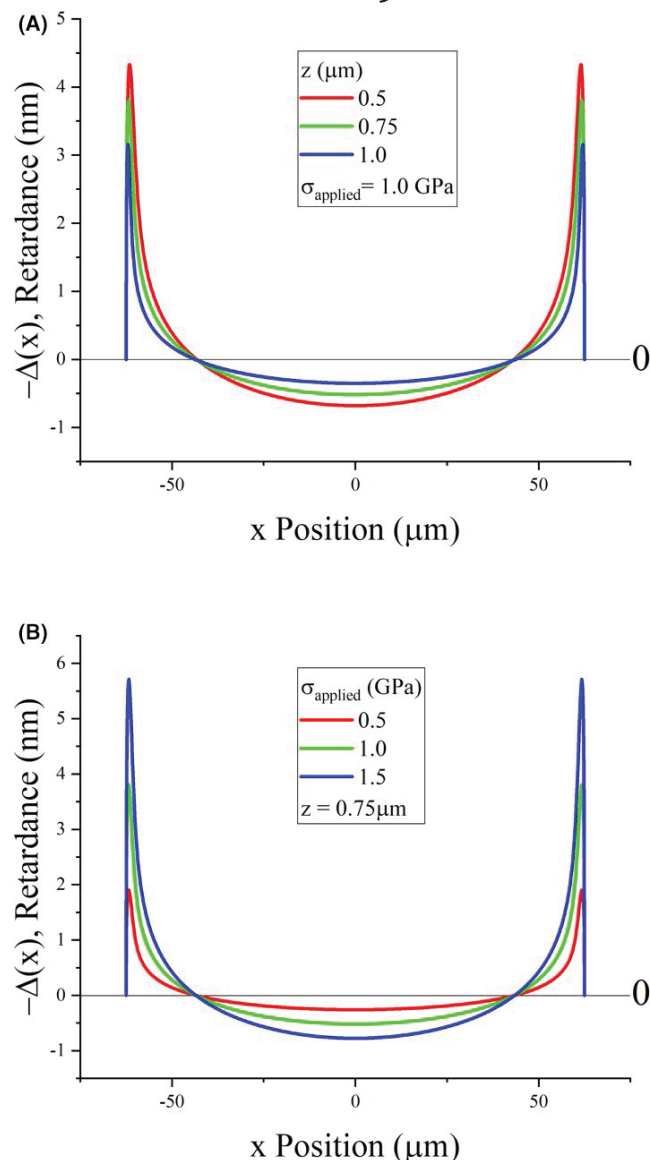 (A)
5
4
3
2
1
0
-1
−Δ(x), Retardance (nm)
z (μm)
0.5
0.75
1.0
σapplied= 1.0 GPa
0
-50
0
50
x Position (μm)
(B)
6
5
4
3
2
1
0
-1
−Δ(x), Retardance (nm)
σapplied (GPa)
0.5
1.0
1.5
z = 0.75μm
0
-50
0
50
x Position (μm)